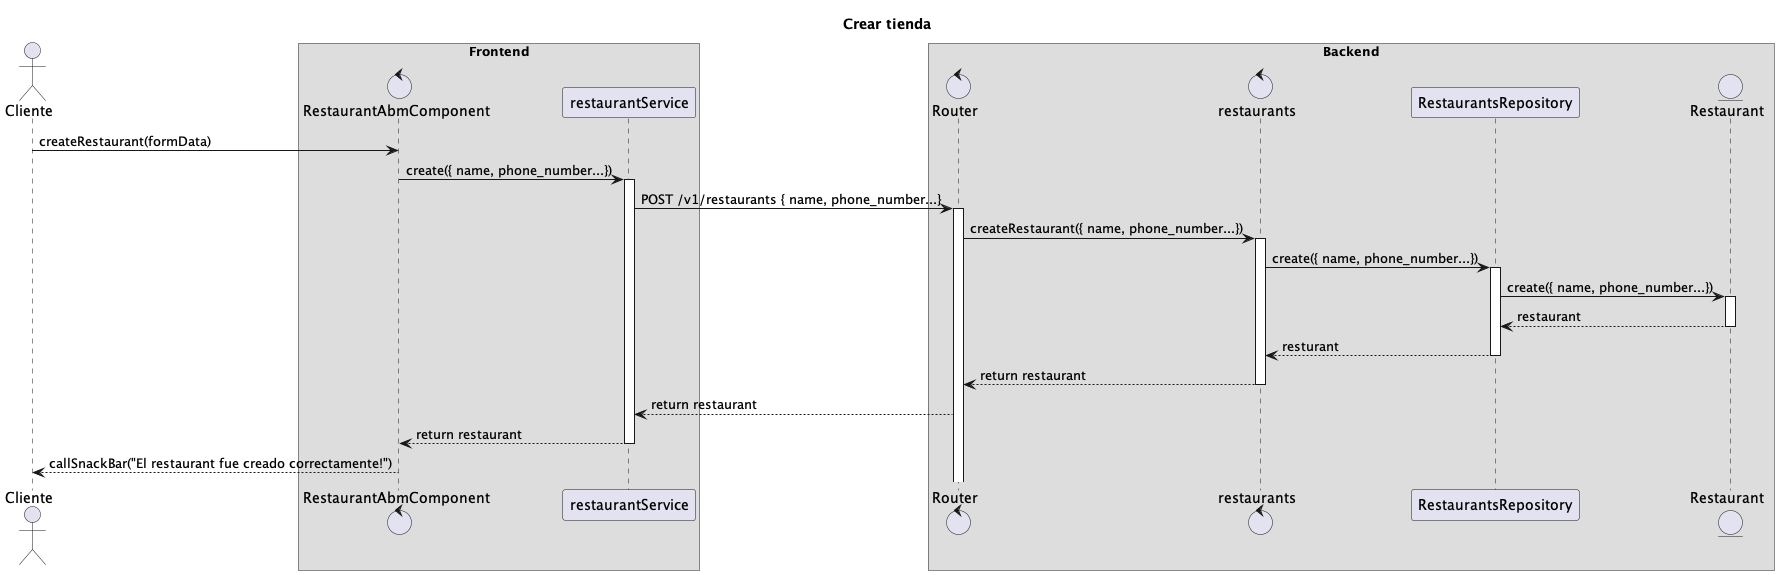 Crear tienda
Frontend
Backend
Cliente
RestaurantAbmComponent
restaurantService
Router
restaurants
RestaurantsRepository
Restaurant
createRestaurant(formData)
create({ name, phone_number...})
POST /v1/restaurants { name, phone_number...}
createRestaurant({ name, phone_number...})
create({ name, phone_number...})
create({ name, phone_number...})
restaurant
resturant
return restaurant
return restaurant
return restaurant
callSnackBar("El restaurant fue creado correctamente!")
Cliente
RestaurantAbmComponent
restaurantService
Router
restaurants
RestaurantsRepository
Restaurant